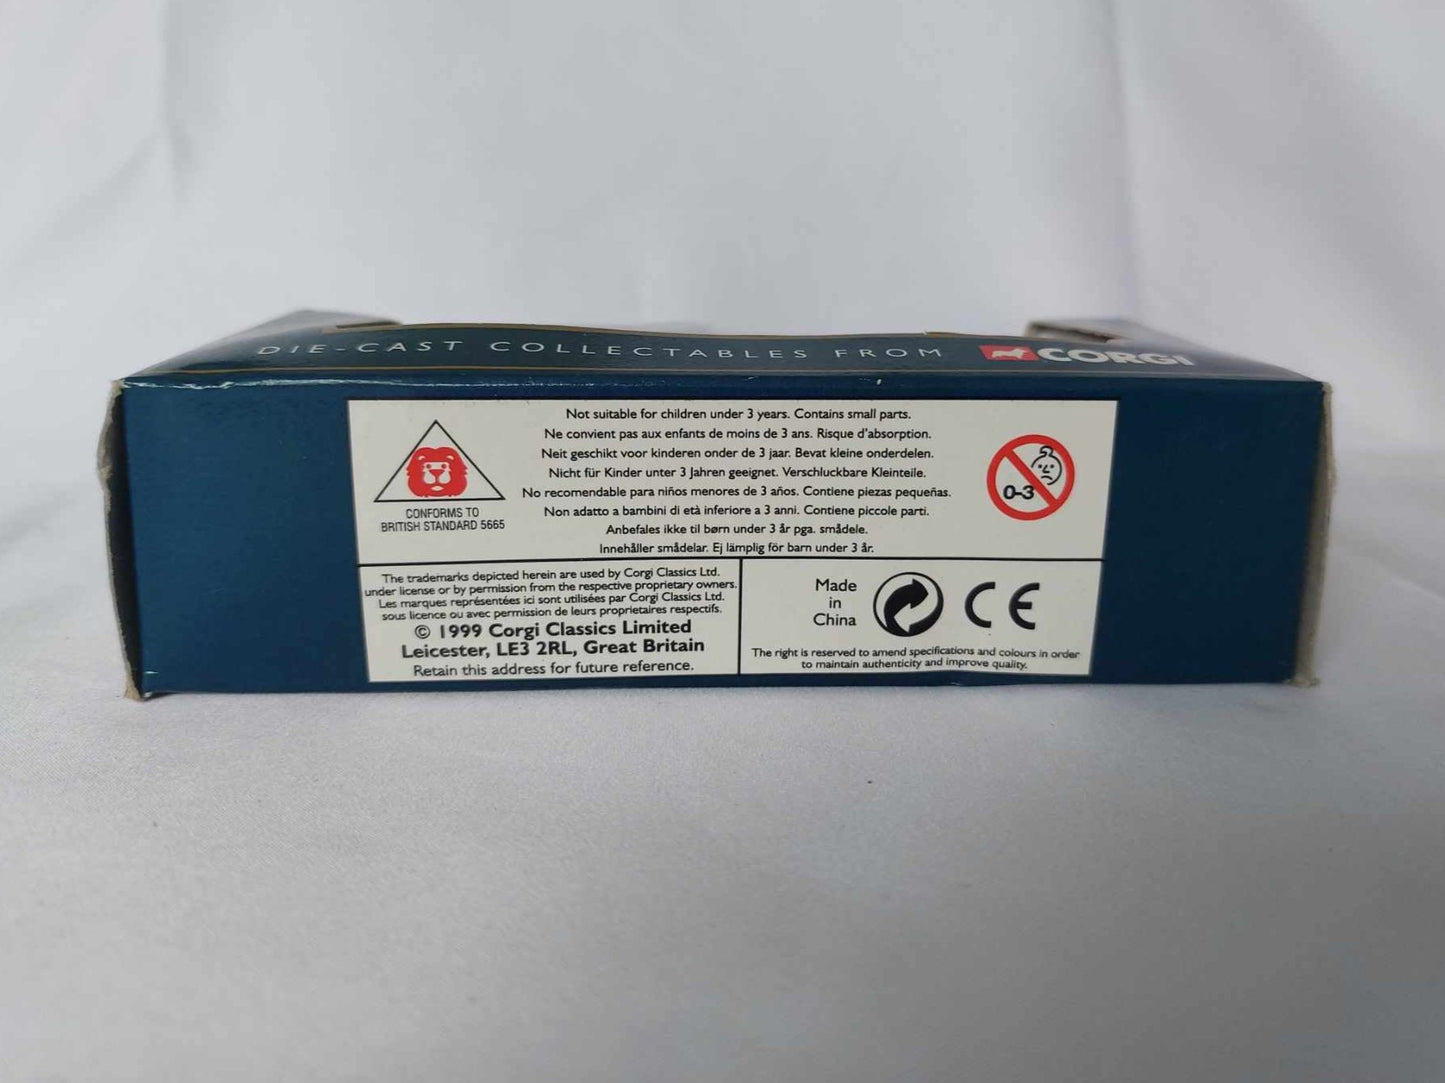 DIE-CAST COLLECTABLES FROM CORGI
Not suitable for children under 3 years. Contains small parts.
Ne convient pas aux enfants de moins de 3 ans. Risque d'absorption.
Neit geschikt voor kinderen onder de 3 jaar. Bevat kleine onderdelen.
Nicht für Kinder unter 3 Jahren geeignet. Verschluckbare Kleinteile.
No recomendable para niños menores de 3 años. Contiene piezas pequeñas.
Non adatto a bambini di età inferiore a 3 anni. Contiene piccole parti.
Anbefales ikke til børn under 3 år pga. smådele.
Innehåller smådelar. Ej lämplig för barn under 3 år.
CONFORMS TO
BRITISH STANDARD 5665
0-3
The trademarks depicted herein are used by Corgi Classics Ltd.
under license or by permission from the respective proprietary owners.
Les marques représentées ici sont utilisées par Corgi Classics Ltd.
sous licence ou avec permission de leurs proprietaires respectifs.
© 1999 Corgi Classics Limited
Leicester, LE3 2RL, Great Britain
Retain this address for future reference.
Made
in
China
CE
The right is reserved to amend specifications and colours in order
to maintain authenticity and improve quality.